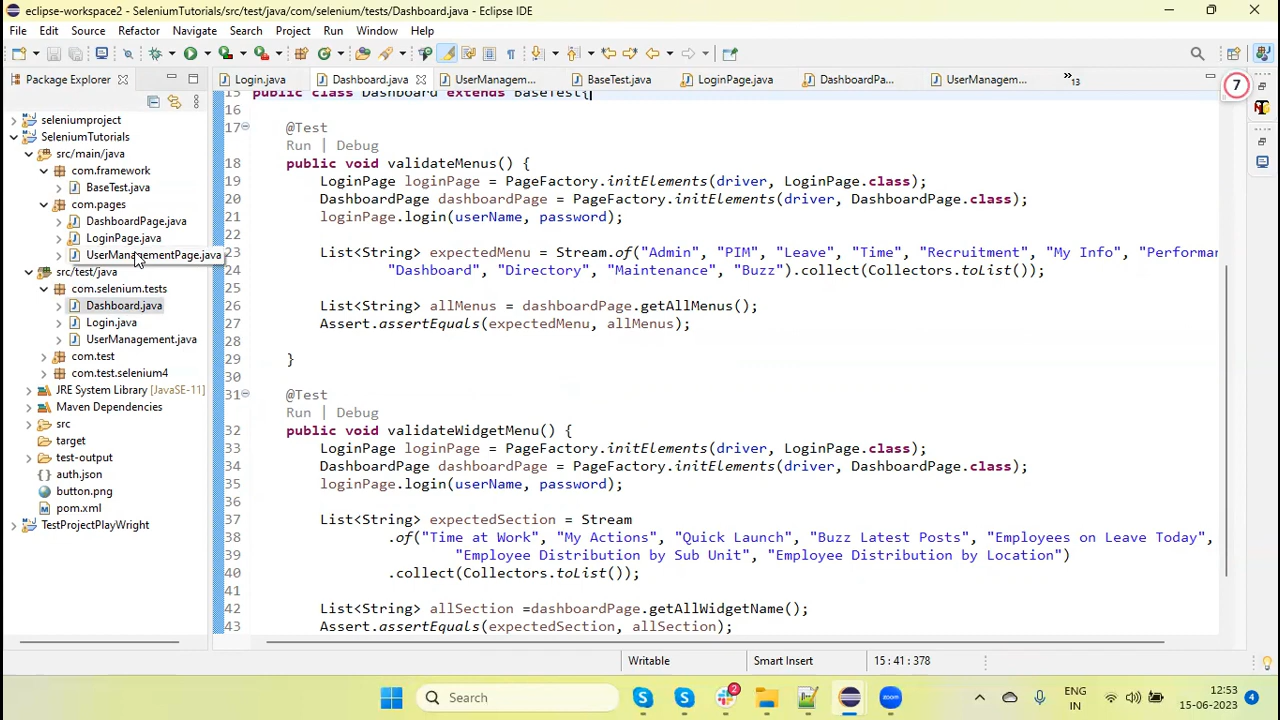 eclipse-workspace2 - SeleniumTutorials/src/test/java/com/selenium/tests/Dashboard.java - Eclipse IDE
File Edit Source Refactor Navigate Search Project Run Window Help
Package Explorer
Login.java Dashboard.java UserManagem... BaseTest.java LoginPage.java DashboardPa... UserManagem... »13
7
seleniumproject
SeleniumTutorials
src/main/java
com.framework
BaseTest.java
com.pages
DashboardPage.java
LoginPage.java
UserManagementPage.java
src/test/java
com.selenium.tests
Dashboard.java
Login.java
UserManagement.java
com.test
com.test.selenium4
JRE System Library [JavaSE-11]
Maven Dependencies
src
target
test-output
auth.json
button.png
pom.xml
TestProjectPlayWright
15 public class Dashboard extends BaseTest{
16
17 @Test
Run | Debug
18 public void validateMenus() {
19 LoginPage loginPage = PageFactory.initElements(driver, LoginPage.class);
20 DashboardPage dashboardPage = PageFactory.initElements(driver, DashboardPage.class);
21 loginPage.login(userName, password);
22
23 List<String> expectedMenu = Stream.of("Admin", "PIM", "Leave", "Time", "Recruitment", "My Info", "Performan
24 "Dashboard", "Directory", "Maintenance", "Buzz").collect(Collectors.toList());
25
26 List<String> allMenus = dashboardPage.getAllMenus();
27 Assert.assertEquals(expectedMenu, allMenus);
28
29 }
30
31 @Test
Run | Debug
32 public void validateWidgetMenu() {
33 LoginPage loginPage = PageFactory.initElements(driver, LoginPage.class);
34 DashboardPage dashboardPage = PageFactory.initElements(driver, DashboardPage.class);
35 loginPage.login(userName, password);
36
37 List<String> expectedSection = Stream
38 .of("Time at Work", "My Actions", "Quick Launch", "Buzz Latest Posts", "Employees on Leave Today",
39 "Employee Distribution by Sub Unit", "Employee Distribution by Location")
40 .collect(Collectors.toList());
41
42 List<String> allSection =dashboardPage.getAllWidgetName();
43 Assert.assertEquals(expectedSection, allSection);
Writable Smart Insert 15 : 41 : 378
Search
2
ENG
IN
12:53
15-06-2023
4